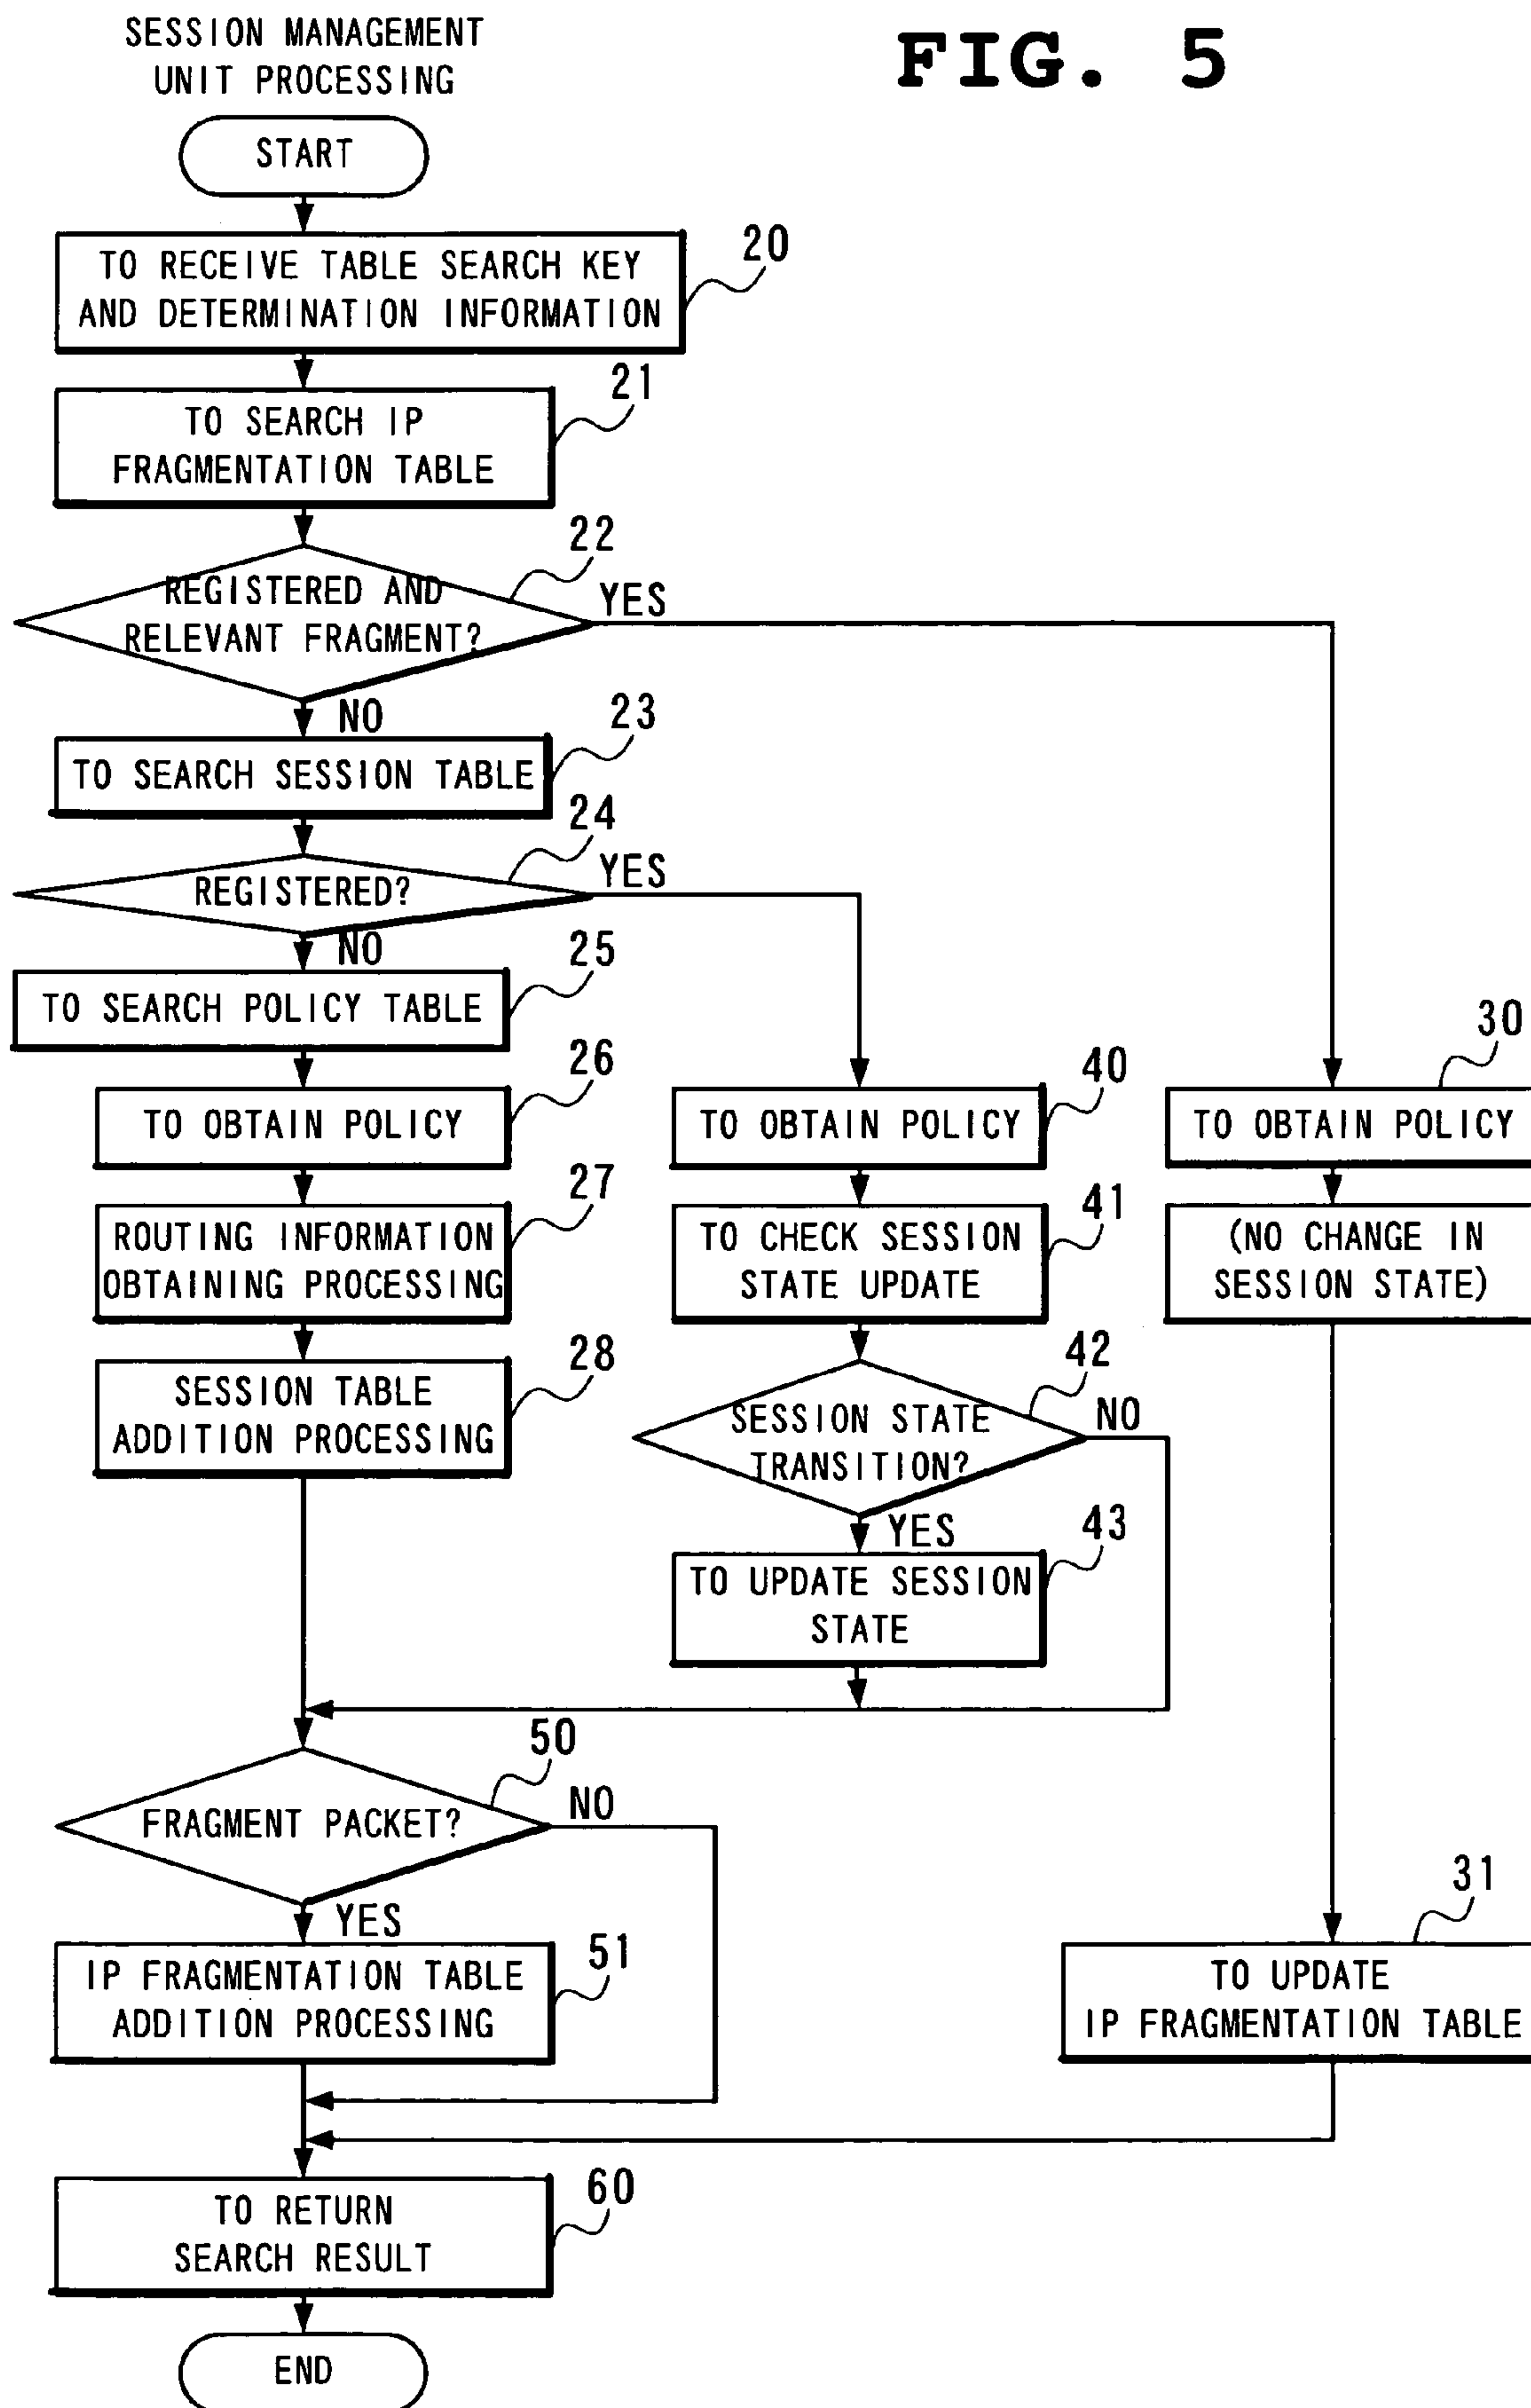 SESSION MANAGEMENT
UNIT PROCESSING
FIG. 5
START
20
TO RECEIVE TABLE SEARCH KEY
AND DETERMINATION INFORMATION
21
TO SEARCH IP
FRAGMENTATION TABLE
22
REGISTERED AND
RELEVANT FRAGMENT?
YES
NO
23
TO SEARCH SESSION TABLE
24
REGISTERED?
YES
NO
25
TO SEARCH POLICY TABLE
26
TO OBTAIN POLICY
27
ROUTING INFORMATION
OBTAINING PROCESSING
28
SESSION TABLE
ADDITION PROCESSING
40
TO OBTAIN POLICY
41
TO CHECK SESSION
STATE UPDATE
42
SESSION STATE
TRANSITION?
NO
YES
43
TO UPDATE SESSION
STATE
30
TO OBTAIN POLICY
(NO CHANGE IN
SESSION STATE)
31
TO UPDATE
IP FRAGMENTATION TABLE
50
FRAGMENT PACKET?
NO
YES
51
IP FRAGMENTATION TABLE
ADDITION PROCESSING
60
TO RETURN
SEARCH RESULT
END